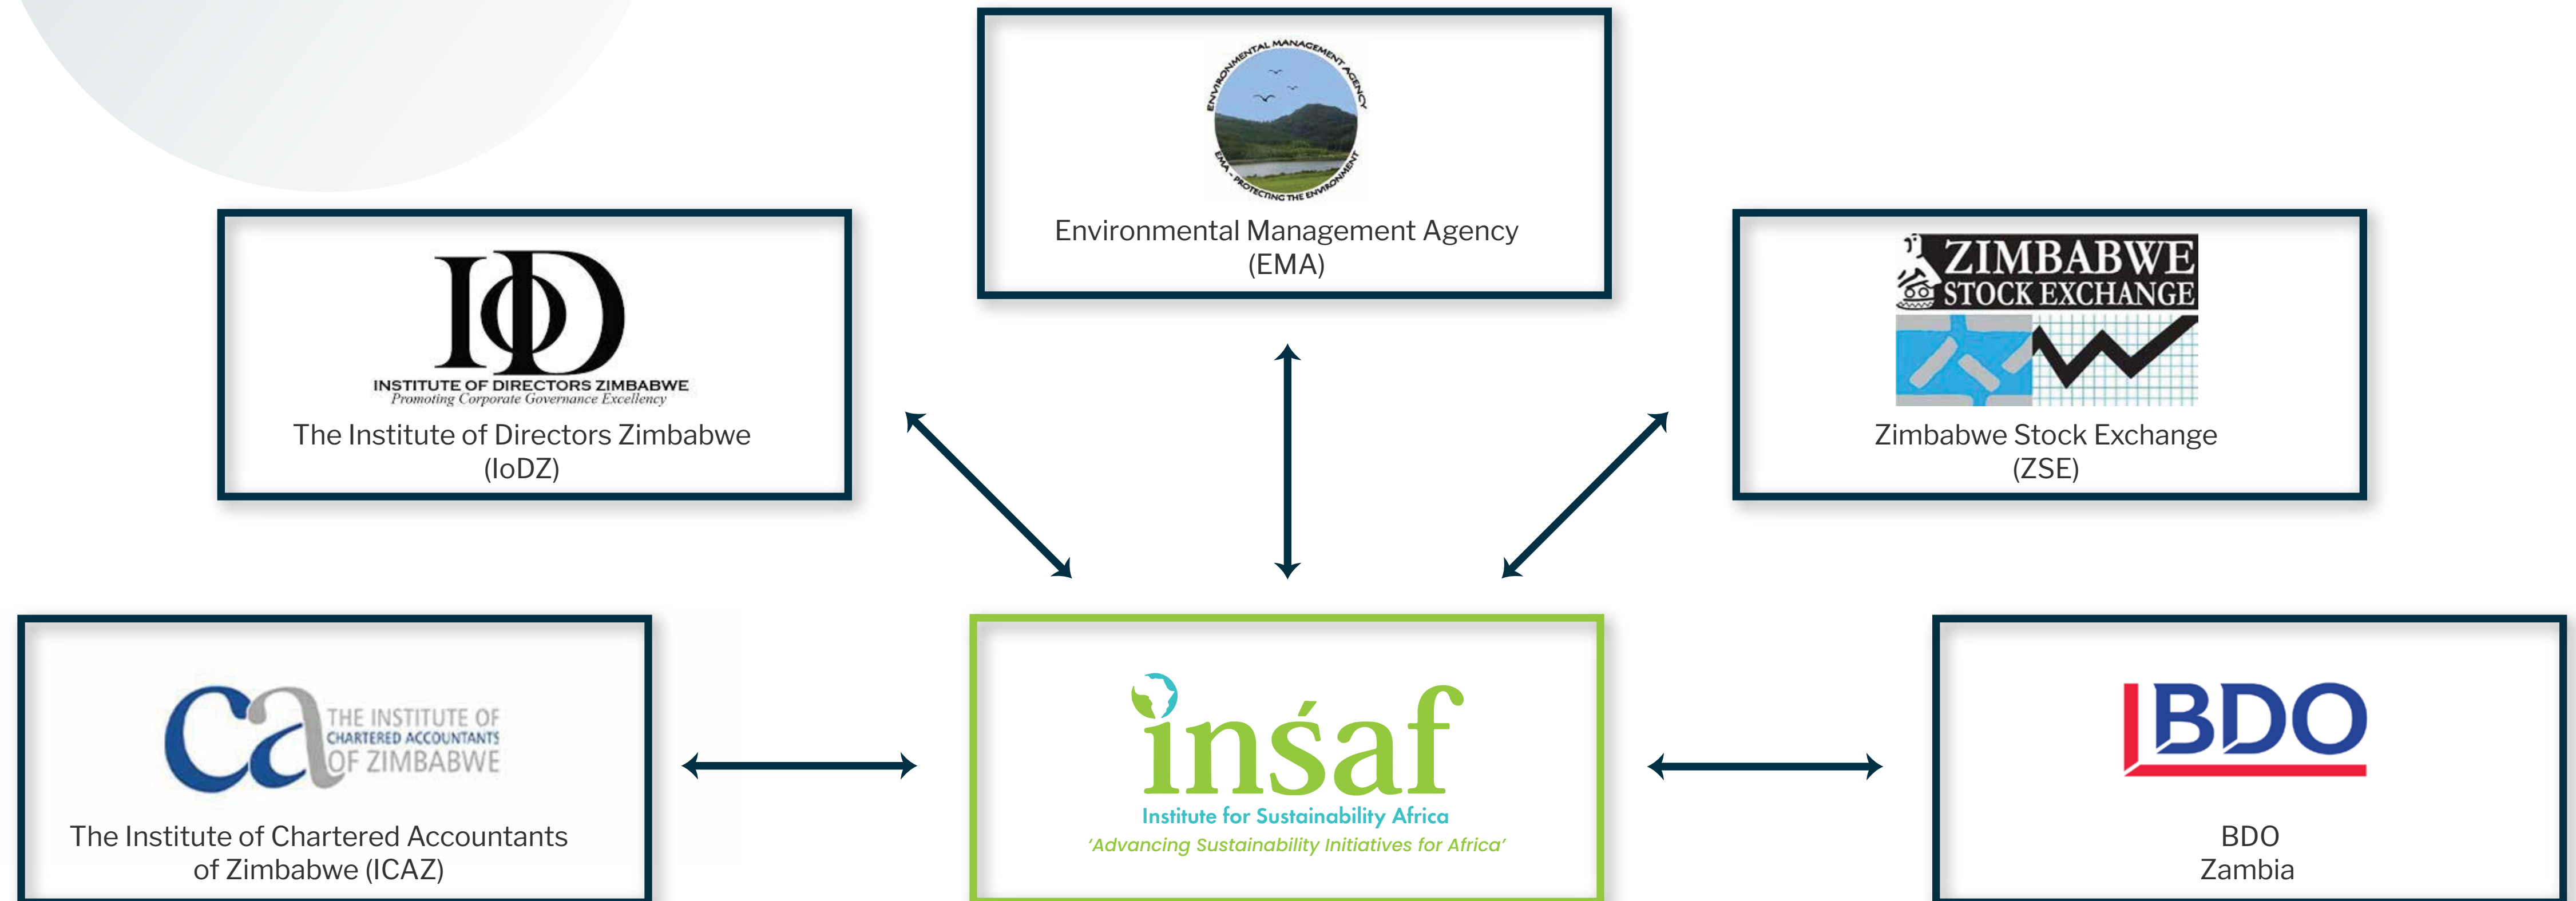 ENVIRONMENTAL MANAGEMENT AGENCY
EMA - PROTECTING THE ENVIRONMENT
Environmental Management Agency
(EMA)
IoD
INSTITUTE OF DIRECTORS ZIMBABWE
Promoting Corporate Governance Excellency
The Institute of Directors Zimbabwe
(IoDZ)
ZIMBABWE
STOCK EXCHANGE
Zimbabwe Stock Exchange
(ZSE)
ca
THE INSTITUTE OF
CHARTERED ACCOUNTANTS
OF ZIMBABWE
The Institute of Chartered Accountants
of Zimbabwe (ICAZ)
inśaf
Institute for Sustainability Africa
‘Advancing Sustainability Initiatives for Africa’
BDO
BDO
Zambia